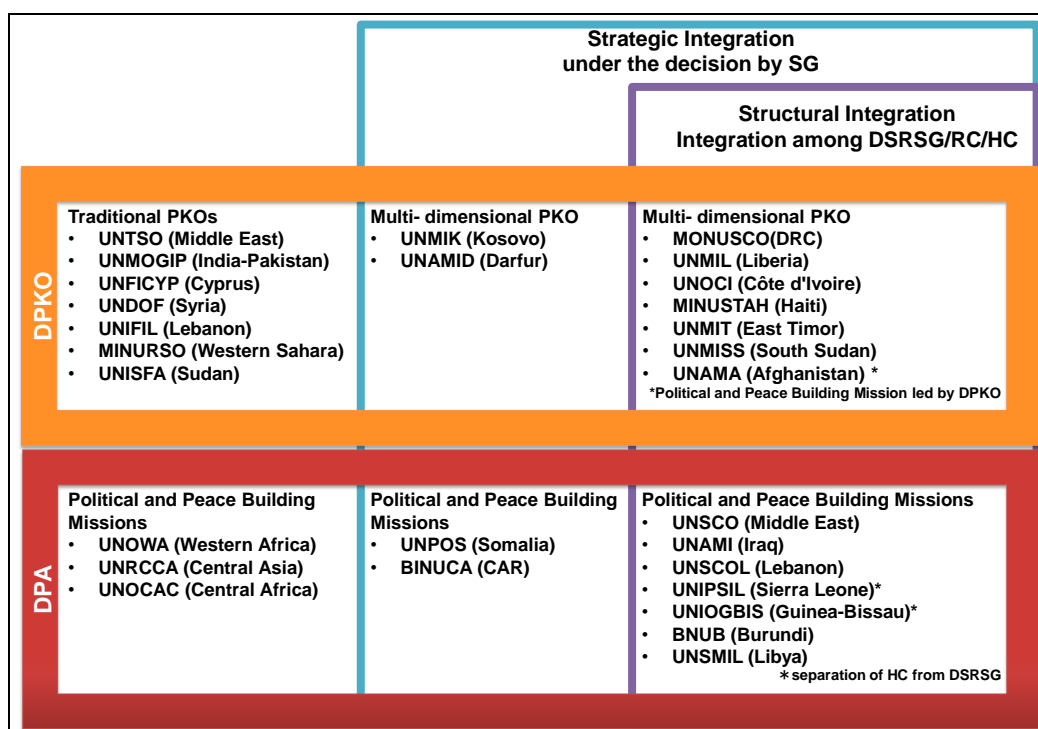 Strategic Integration
under the decision by SG
Structural Integration
Integration among DSRSG/RC/HC
DPKO
Traditional PKOs
• UNTSO (Middle East)
• UNMOGIP (India-Pakistan)
• UNFICYP (Cyprus)
• UNDOF (Syria)
• UNIFIL (Lebanon)
• MINURSO (Western Sahara)
• UNISFA (Sudan)
Multi- dimensional PKO
• UNMIK (Kosovo)
• UNAMID (Darfur)
Multi- dimensional PKO
• MONUSCO(DRC)
• UNMIL (Liberia)
• UNOCI (Côte d'Ivoire)
• MINUSTAH (Haiti)
• UNMIT (East Timor)
• UNMISS (South Sudan)
• UNAMA (Afghanistan) *
*Political and Peace Building Mission led by DPKO
DPA
Political and Peace Building
Missions
• UNOWA (Western Africa)
• UNRCCA (Central Asia)
• UNOCAC (Central Africa)
Political and Peace Building
Missions
• UNPOS (Somalia)
• BINUCA (CAR)
Political and Peace Building Missions
• UNSCO (Middle East)
• UNAMI (Iraq)
• UNSCOL (Lebanon)
• UNIPSIL (Sierra Leone)*
• UNIOGBIS (Guinea-Bissau)*
• BNUB (Burundi)
• UNSMIL (Libya)
＊separation of HC from DSRSG